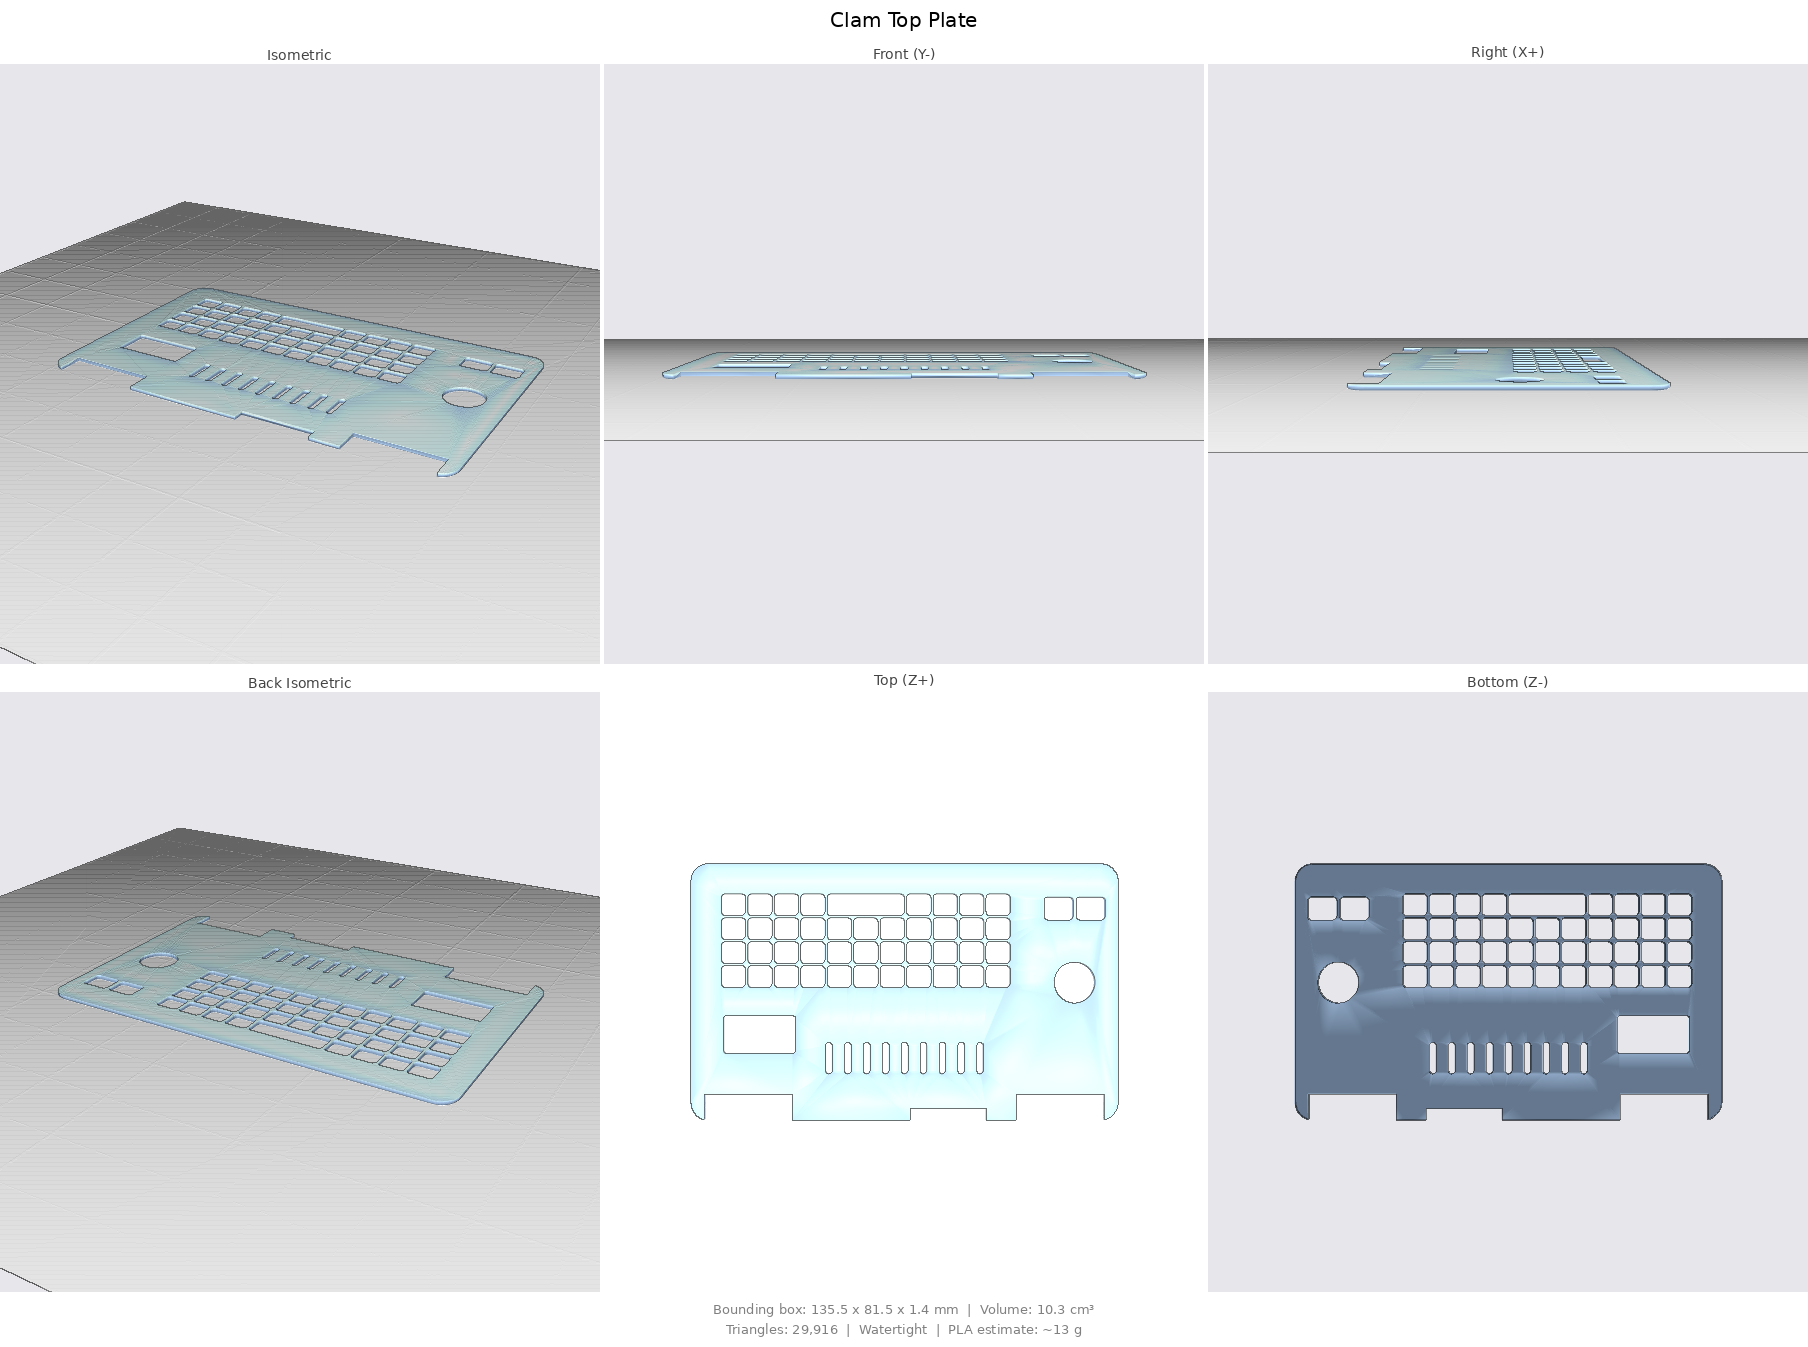 Clam Top Plate
Isometric
Front (Y-)
Right (X+)
Back Isometric
Top (Z+)
Bottom (Z-)
Bounding box: 135.5 x 81.5 x 1.4 mm | Volume: 10.3 cm³
Triangles: 29,916 | Watertight | PLA estimate: ~13 g